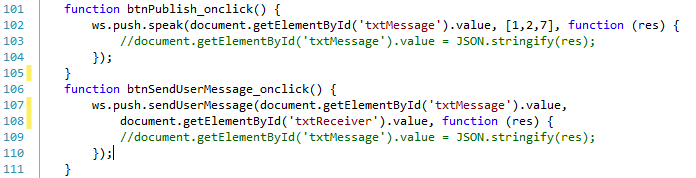 101 function btnPublish_onclick() {
102 ws.push.speak(document.getElementById('txtMessage').value, [1,2,7], function (res) {
103 //document.getElementById('txtMessage').value = JSON.stringify(res);
104 });
105 }
106 function btnSendUserMessage_onclick() {
107 ws.push.sendUserMessage(document.getElementById('txtMessage').value,
108 document.getElementById('txtReceiver').value, function (res) {
109 //document.getElementById('txtMessage').value = JSON.stringify(res);
110 });
111 }